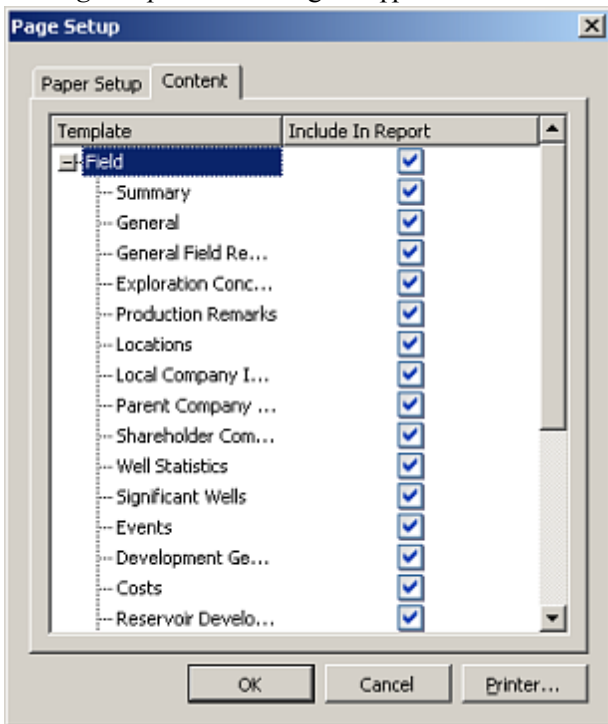 Page Setup
Paper Setup Content
Template Include In Report
Field
Summary
General
General Field Re...
Exploration Conc...
Production Remarks
Locations
Local Company I...
Parent Company ...
Shareholder Com...
Well Statistics
Significant Wells
Events
Development Ge...
Costs
Reservoir Develo...
OK Cancel Printer...